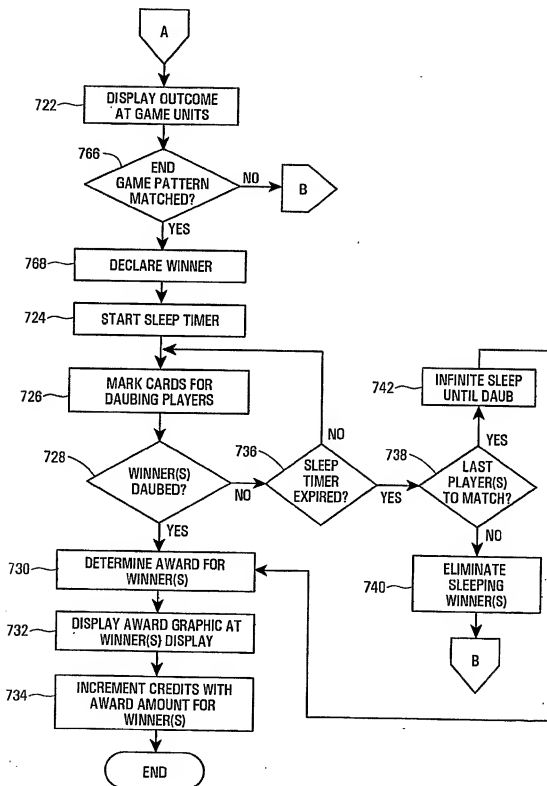 A
722
DISPLAY OUTCOME
AT GAME UNITS
766
END
GAME PATTERN
MATCHED?
NO
B
YES
768
DECLARE WINNER
724
START SLEEP TIMER
726
MARK CARDS FOR
DAUBING PLAYERS
742
INFINITE SLEEP
UNTIL DAUB
728
WINNER(S)
DAUBED?
NO
YES
736
SLEEP
TIMER
EXPIRED?
NO
YES
738
LAST
PLAYER(S)
TO MATCH?
YES
NO
730
DETERMINE AWARD FOR
WINNER(S)
740
ELIMINATE
SLEEPING
WINNER(S)
B
732
DISPLAY AWARD GRAPHIC AT
WINNER(S) DISPLAY
734
INCREMENT CREDITS WITH
AWARD AMOUNT FOR
WINNER(S)
END